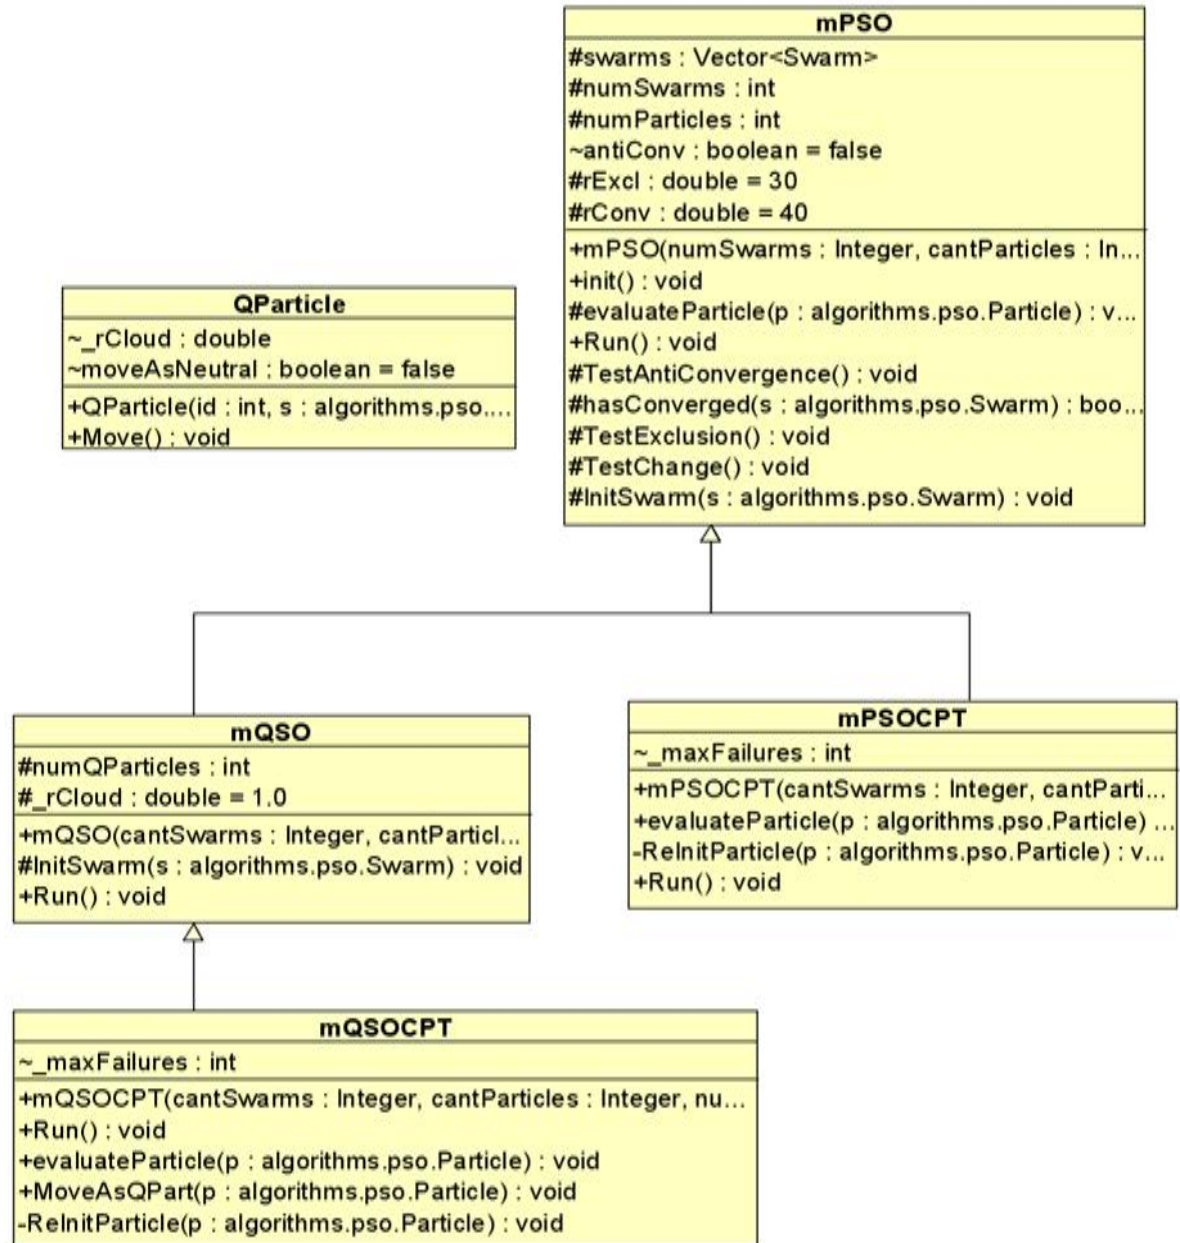 mPSO
#swarms : Vector<Swarm>
#numSwarms : int
#numParticles : int
~antiConv : boolean = false
#rExcl : double = 30
#rConv : double = 40
+mPSO(numSwarms : Integer, cantParticles : In...
+init() : void
#evaluateParticle(p : algorithms.pso.Particle) : v...
+Run() : void
#TestAntiConvergence() : void
#hasConverged(s : algorithms.pso.Swarm) : boo...
#TestExclusion() : void
#TestChange() : void
#InitSwarm(s : algorithms.pso.Swarm) : void
QParticle
~_rCloud : double
~moveAsNeutral : boolean = false
+QParticle(id : int, s : algorithms.pso....
+Move() : void
mQSO
#numQParticles : int
#_rCloud : double = 1.0
+mQSO(cantSwarms : Integer, cantParticl...
#InitSwarm(s : algorithms.pso.Swarm) : void
+Run() : void
mPSOCPT
~_maxFailures : int
+mPSOCPT(cantSwarms : Integer, cantParti...
+evaluateParticle(p : algorithms.pso.Particle) ...
-ReInitParticle(p : algorithms.pso.Particle) : v...
+Run() : void
mQSOCPT
~_maxFailures : int
+mQSOCPT(cantSwarms : Integer, cantParticles : Integer, nu...
+Run() : void
+evaluateParticle(p : algorithms.pso.Particle) : void
+MoveAsQPart(p : algorithms.pso.Particle) : void
-ReInitParticle(p : algorithms.pso.Particle) : void